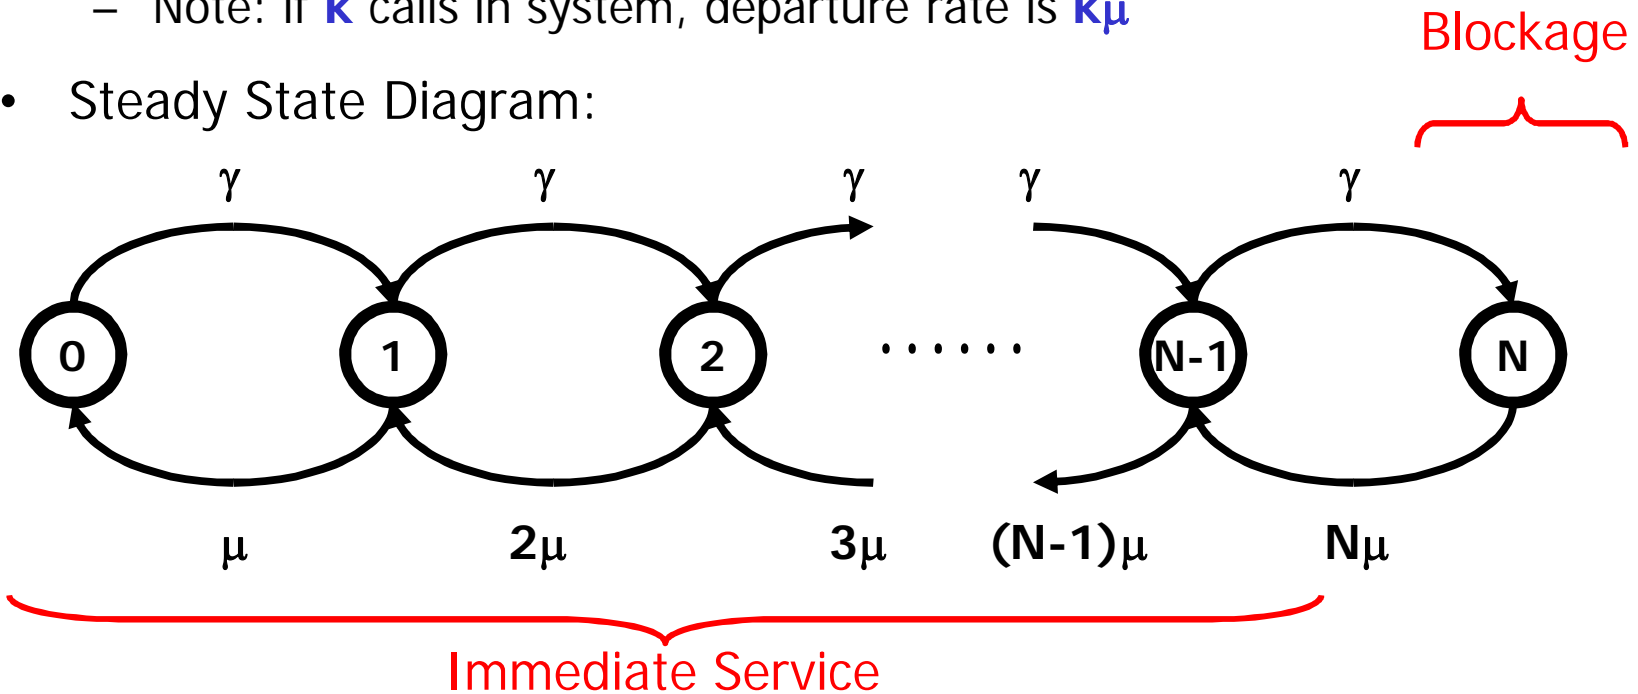 – Note: If k calls in system, departure rate is kμ
Blockage
• Steady State Diagram:
γ γ γ γ γ
0 1 2 ...... N-1 N
μ 2μ 3μ (N-1)μ Nμ
Immediate Service